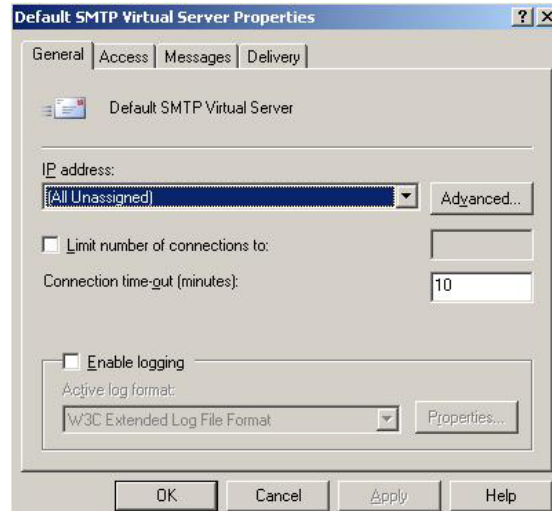 Default SMTP Virtual Server Properties
General Access Messages Delivery
Default SMTP Virtual Server
IP address:
(All Unassigned) Advanced...
Limit number of connections to:
Connection time-out (minutes): 10
Enable logging
Active log format:
W3C Extended Log File Format Properties...
OK Cancel Apply Help